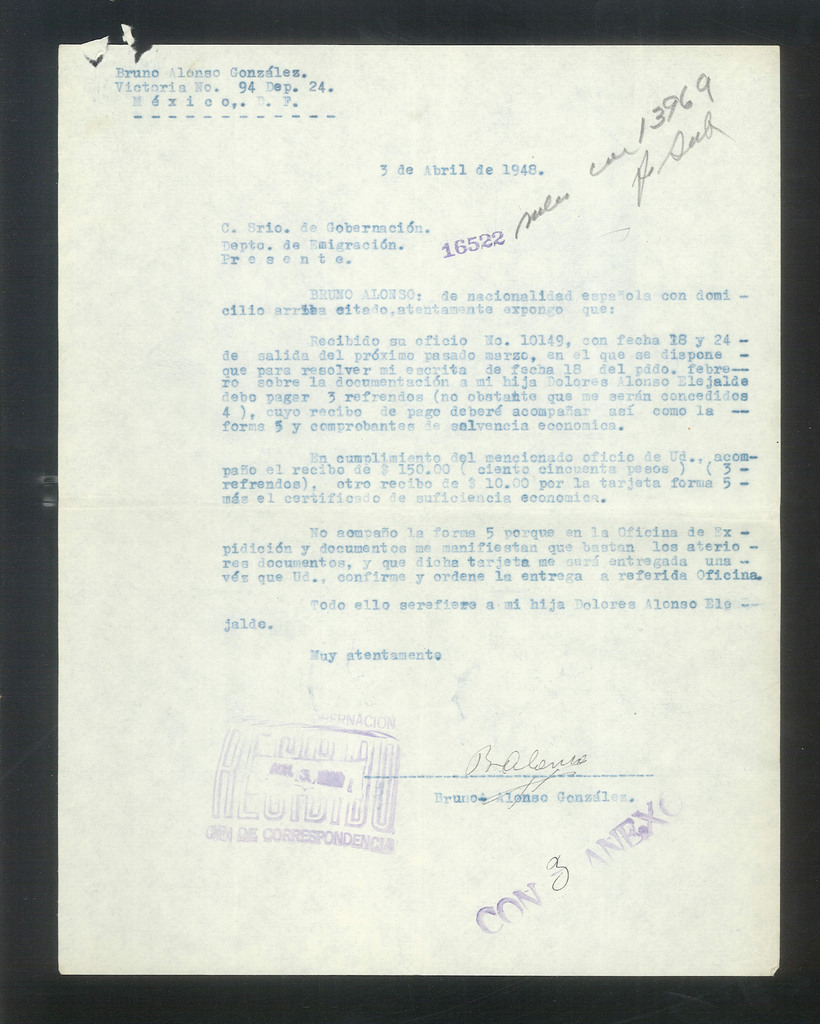 Bruno Alonso González.
Victoria No. 94 Dep. 24.
M é x i c o,. D. F.
- - - - - - - - - - - -
13969
3 de Abril de 1948.
16522
C. Srio. de Gobernación.
Depto. de Emigración.
P r e s e n t e.
BRUNO ALONSO: de nacionalidad española con domi -
cilio arriba citado,atentamente expongo que:
Recibido su oficio No. 10149, con fecha 18 y 24 -
de salida del próximo pasado marzo, en el que se dispone -
que para resolver mi escrita de fecha 18 del pddo. febre--
ro sobre la documentación a mi hija Dolores Alonso Elejalde
debo pagar 3 refrendos (no obstante que me serán concedidos
4 ), cuyo recibo de pago deberé acompañar así como la --
forma 5 y comprobantes de solvencia economica.
En cumplimiento del mencionado oficio de Ud., acom-
paño el recibo de $ 150.00 ( ciento cincuenta pesos ) ( 3 -
refrendos), otro recibo de $ 10.00 por la tarjeta forma 5 -
más el certificado de suficiencia economica.
No acompaño la forma 5 porque en la Oficina de Ex -
pidición y documentos me manifiestan que bastan los aterio -
res documentos, y que dicha tarjeta me será entregada una -
véz que Ud., confirme y ordene la entrega a referida Oficina.
Todo ello serefiere a mi hija Dolores Alonso Ele --
jalde.
Muy atentamente
BERNACION
RECIBIDO
ABR. 3
DE CORRESPONDENCIA
B Alonso
Bruno Alonso González.
CON 3 ANEXO